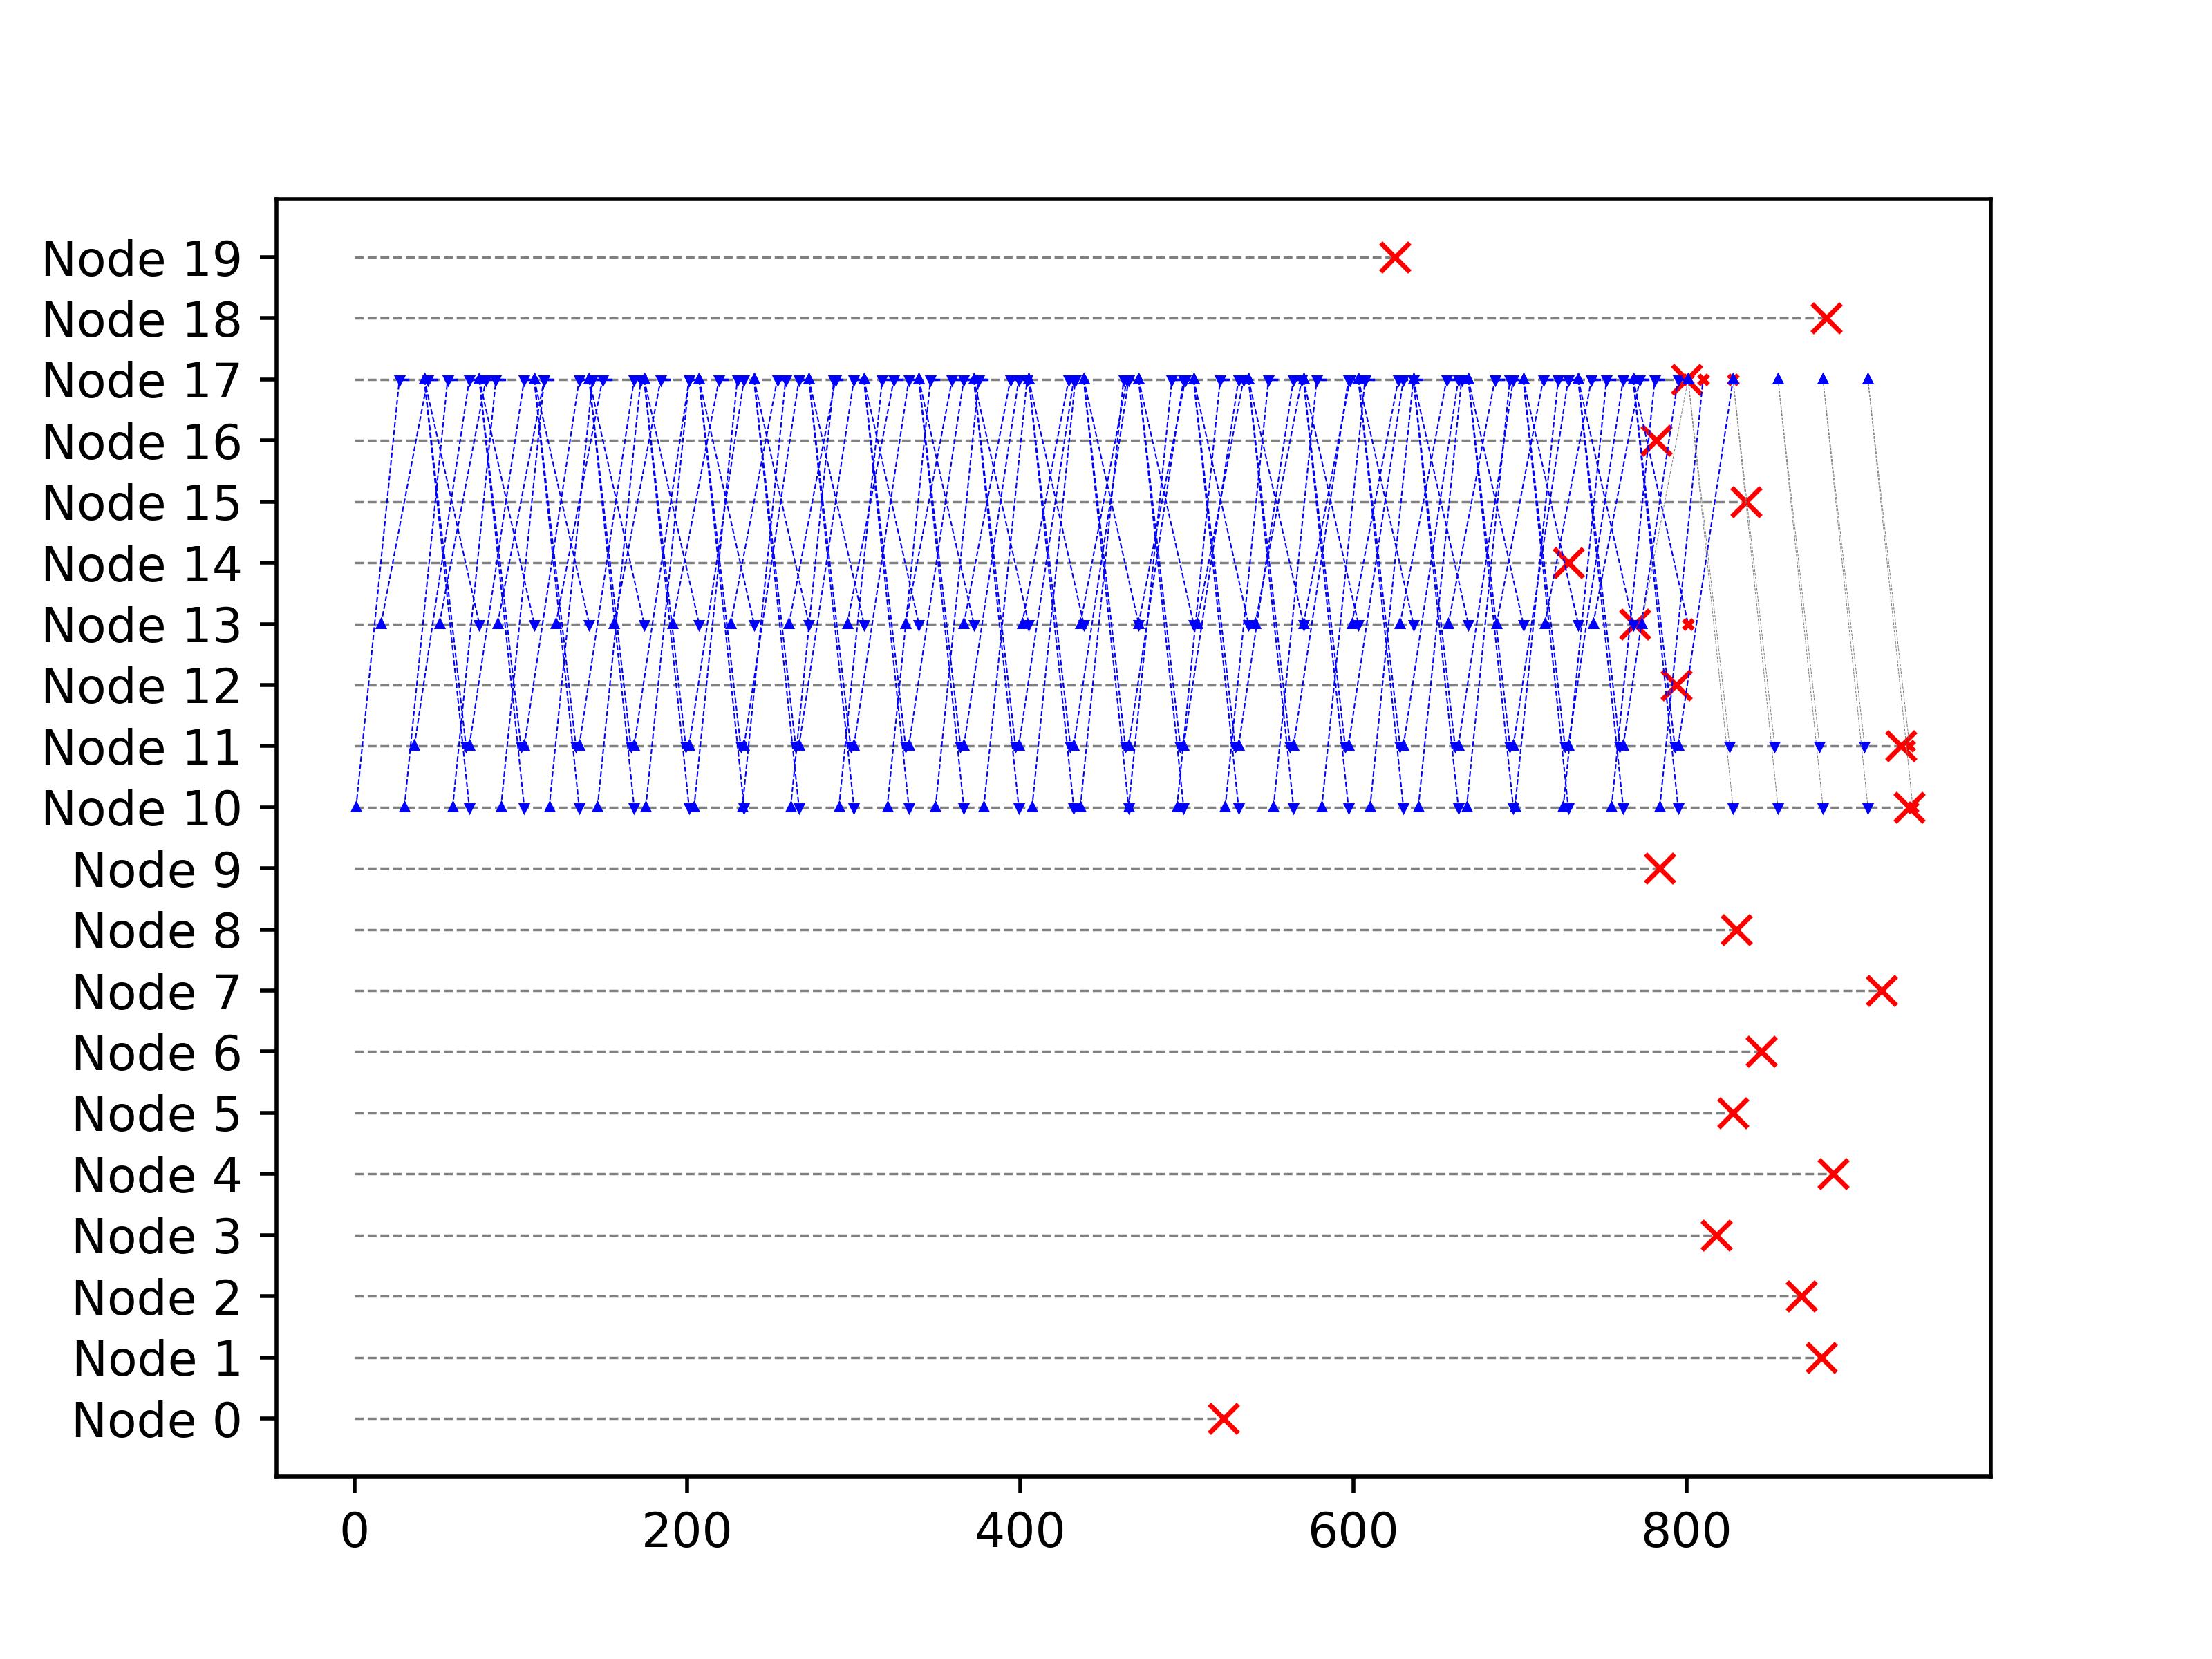 Node 19
Node 18
Node 17
Node 16
Node 15
Node 14
Node 13
Node 12
Node 11
Node 10
Node 9
Node 8
Node 7
Node 6
Node 5
Node 4
Node 3
Node 2
Node 1
Node 0
0 200 400 600 800